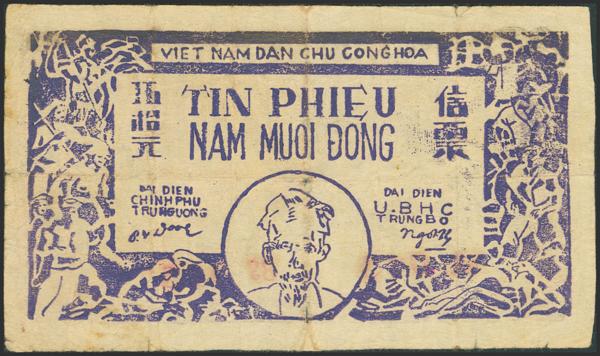 VIET NAM DAN CHU CONG HOA
TIN PHIEU
NAM MUOI ĐONG
伍拾元
信票
ĐAI DIEN
CHINH PHU
TRUNG UONG
ĐAI DIEN
U.B H C
TRUNG BO